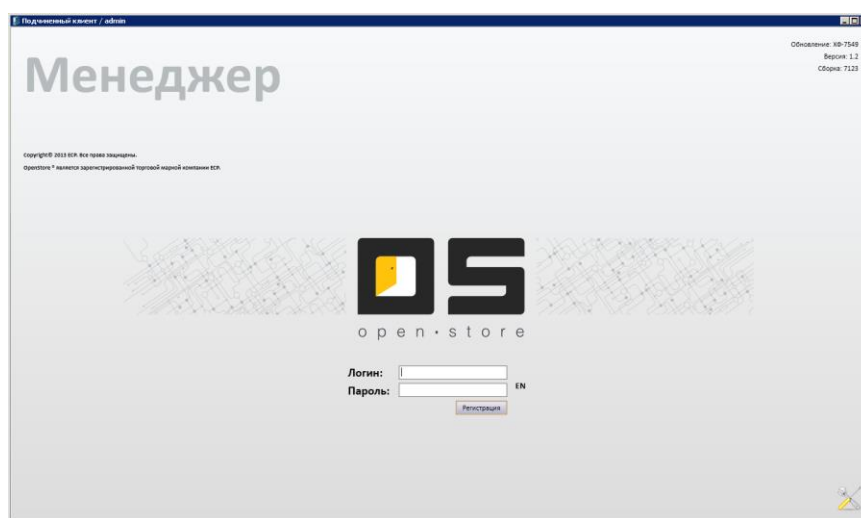 Подчиненный клиент / admin
Обновление: ХФ-7549
Версия: 1.2
Сборка: 7123
Менеджер
Copyright© 2013 ECR. Все права защищены.
OpenStore ® является зарегистрированной торговой маркой компании ECR.
OS
open·store
Логин:
Пароль:
EN
Регистрация